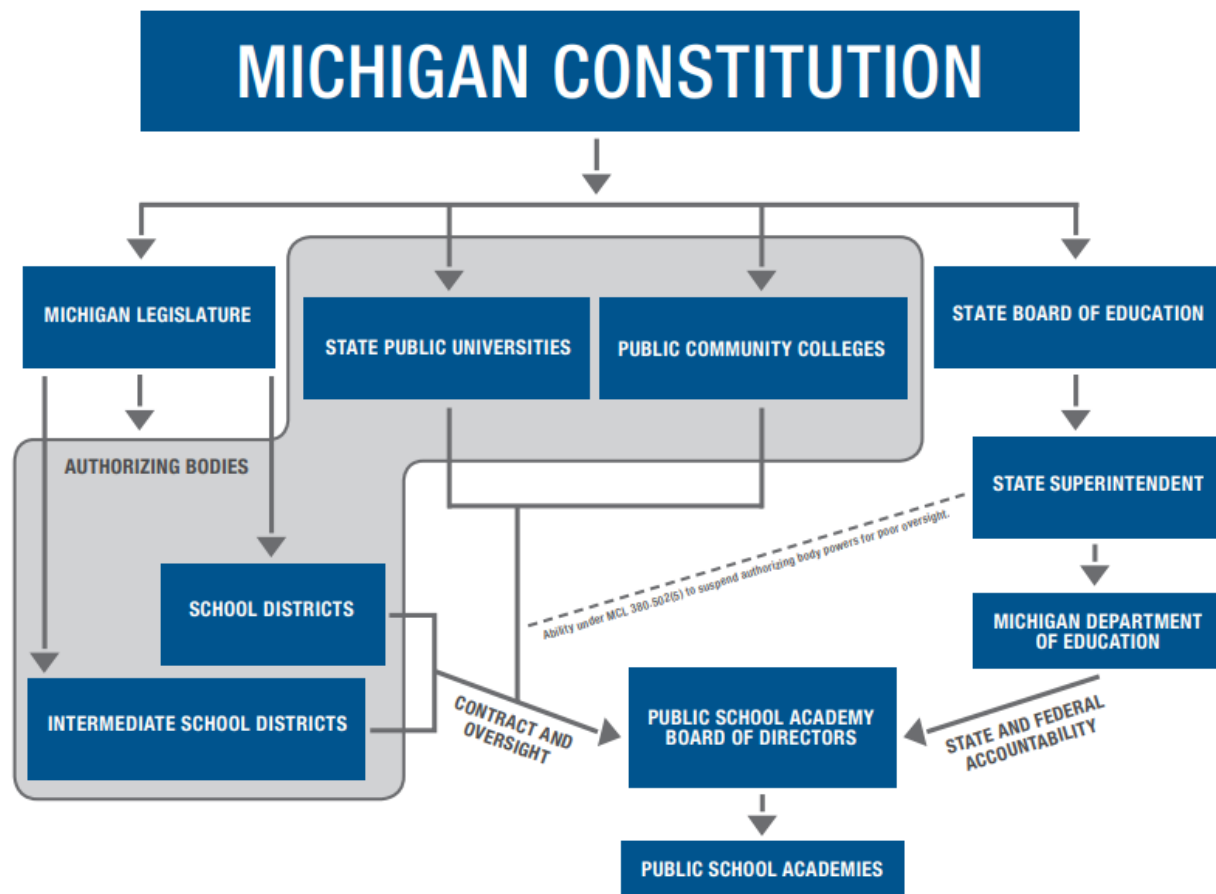 MICHIGAN CONSTITUTION
MICHIGAN LEGISLATURE
STATE PUBLIC UNIVERSITIES
PUBLIC COMMUNITY COLLEGES
STATE BOARD OF EDUCATION
AUTHORIZING BODIES
STATE SUPERINTENDENT
Ability under MCL 380.502(5) to suspend authorizing body powers for poor oversight.
SCHOOL DISTRICTS
MICHIGAN DEPARTMENT
OF EDUCATION
INTERMEDIATE SCHOOL DISTRICTS
CONTRACT AND
OVERSIGHT
PUBLIC SCHOOL ACADEMY
BOARD OF DIRECTORS
STATE AND FEDERAL
ACCOUNTABILITY
PUBLIC SCHOOL ACADEMIES